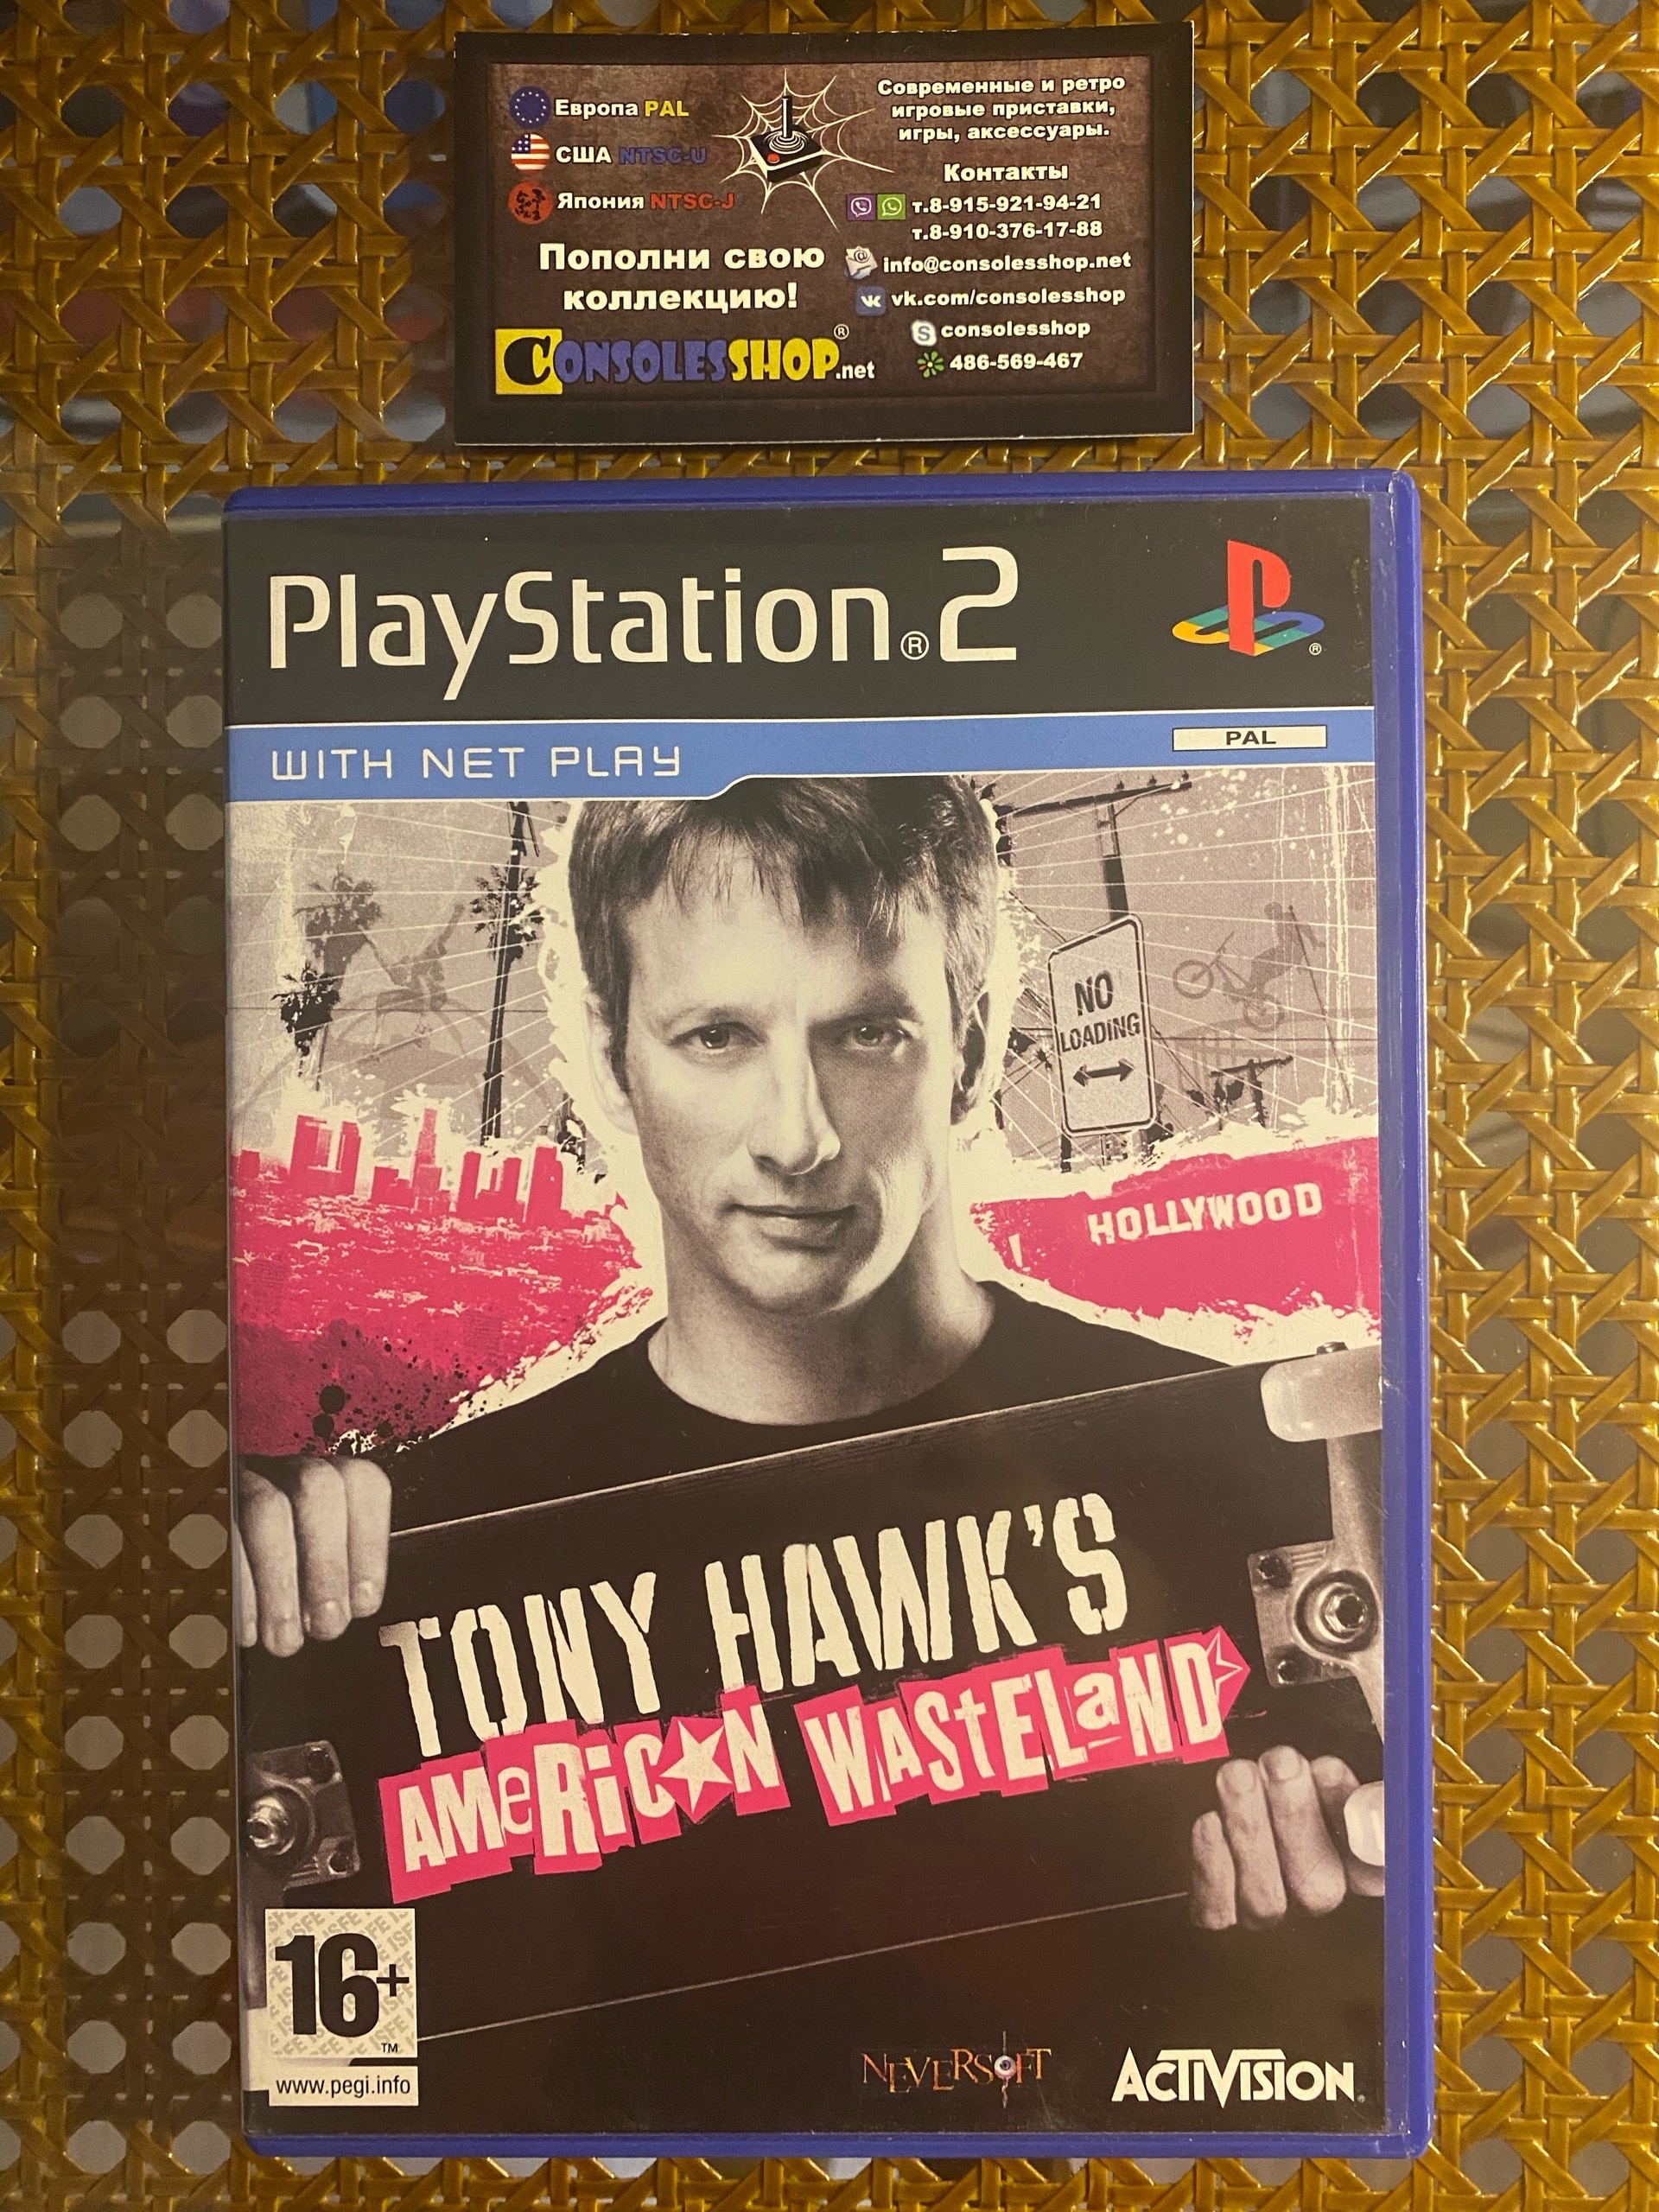 Европа PAL
США NTSC-U
Япония NTSC-J
Пополни свою
коллекцию!
CONSOLESSHOP.net
®
Современные и ретро
игровые приставки,
игры, аксессуары.
Контакты
т.8-915-921-94-21
т.8-910-376-17-88
info@consolesshop.net
vk.com/consolesshop
consolesshop
486-569-467
PlayStation®2
®
WITH NET PLAY
PAL
NO
LOADING
HOLLYWOOD
TONY HAWK'S
AMeRiCAN WAStELaND
16+
TM
www.pegi.info
NEVERSOFT
ACTIVISION